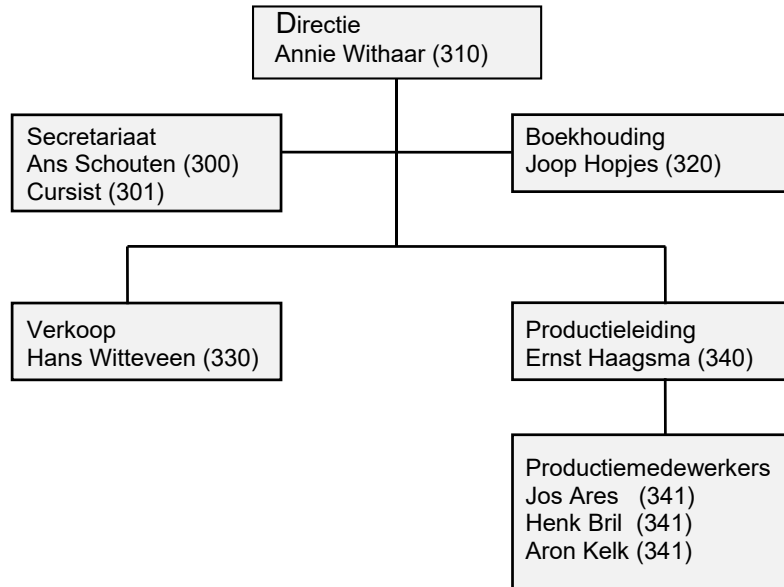 Directie
Annie Withaar (310)
Secretariaat
Ans Schouten (300)
Cursist (301)
Boekhouding
Joop Hopjes (320)
Verkoop
Hans Witteveen (330)
Productieleiding
Ernst Haagsma (340)
Productiemedewerkers
Jos Ares (341)
Henk Bril (341)
Aron Kelk (341)